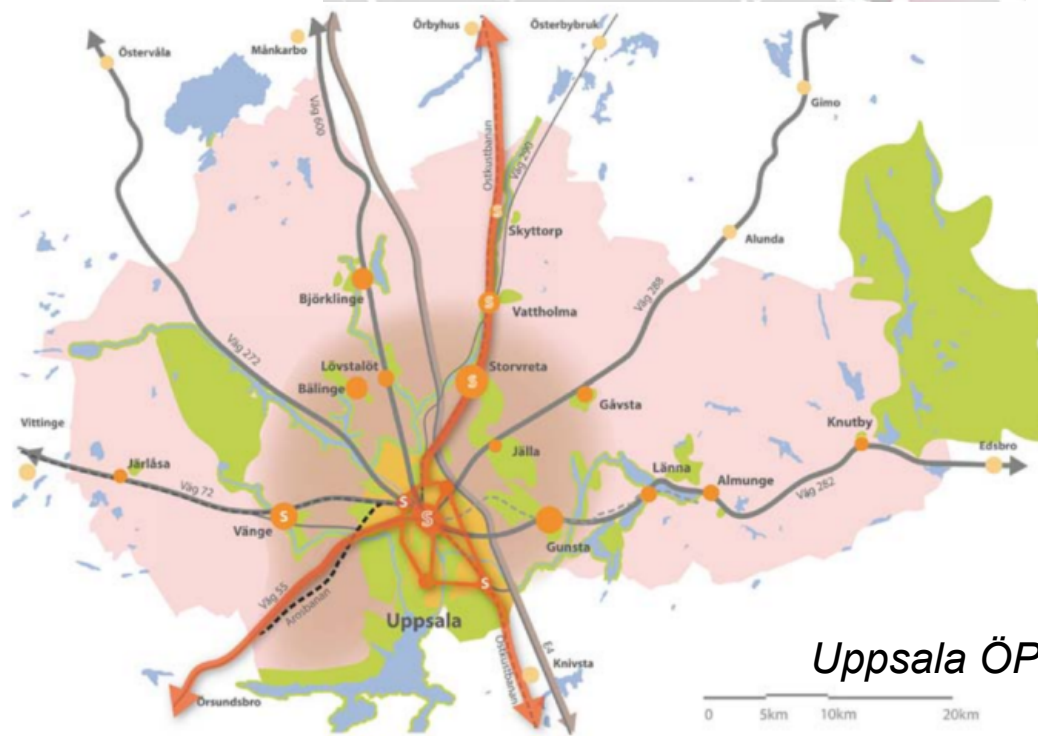 Örbyhus
Österbybruk
Östervåla
Månkarbo
Väg 600
Ostkustbanan
Väg 290
Gimo
Skyttorp
Alunda
Björklinge
Vattholma
Väg 288
Väg 272
Lövstalöt
Bälinge
Storvreta
Gåvsta
Vittinge
Järlåsa
Jälla
Knutby
Edsbro
Länna
Almunge
Väg 72
Väg 282
Vänge
Gunsta
Väg 55
Arosbanan
Uppsala
Ostkustbanan
E4
Knivsta
Örsundsbro
Uppsala ÖP
0 5km 10km 20km
S
S
S
S
S
S
S